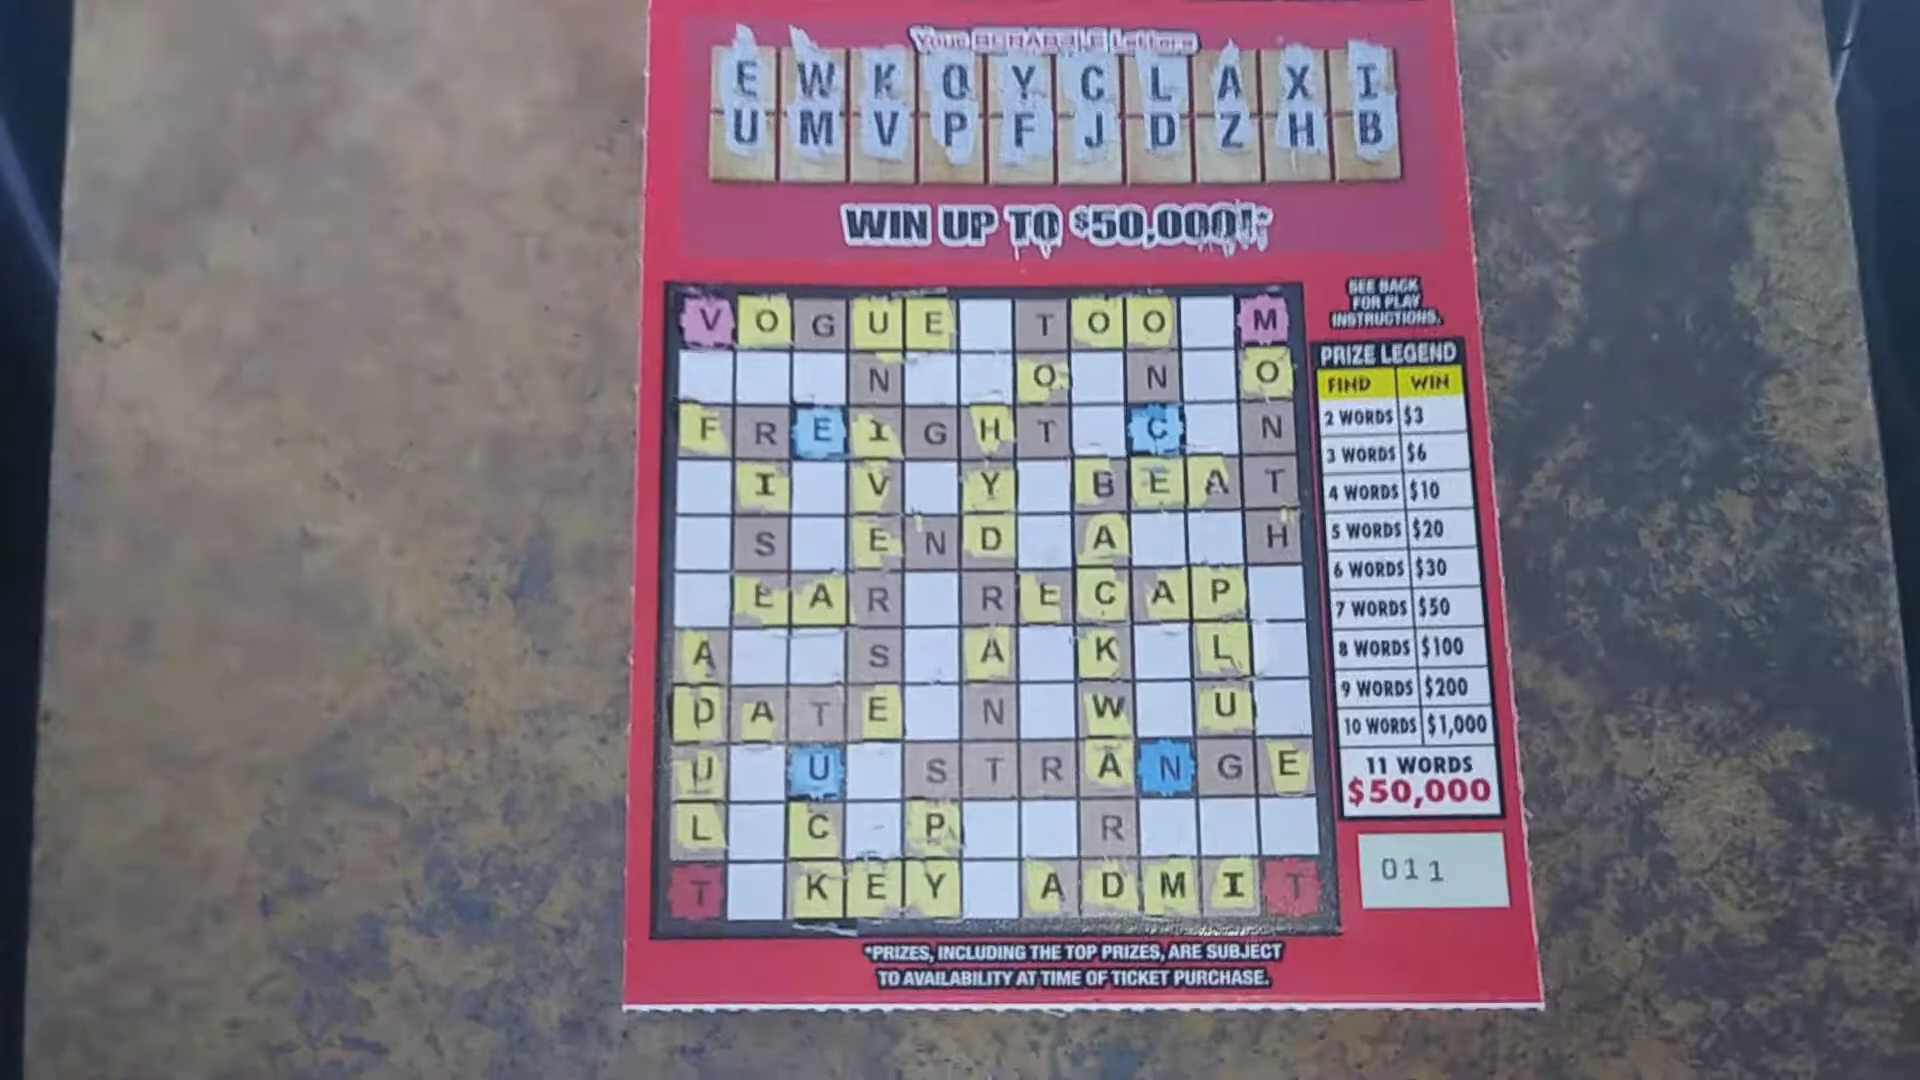 Your SCRABBLE Letters
E W K O Y C L A X I
U M V P F J D Z H B
WIN UP TO $50,000!*
SEE BACK
FOR PLAY
INSTRUCTIONS.
V O G U E T O O M
N O N O
F R E I G H T C N
I V Y B E A T
S E N D A H
E A R R E C A P
A S A K L
D A T E N W U
U U S T R A N G E
L C P R
T K E Y A D M I T
PRIZE LEGEND
FIND WIN
2 WORDS $3
3 WORDS $6
4 WORDS $10
5 WORDS $20
6 WORDS $30
7 WORDS $50
8 WORDS $100
9 WORDS $200
10 WORDS $1,000
11 WORDS
$50,000
011
*PRIZES, INCLUDING THE TOP PRIZES, ARE SUBJECT
TO AVAILABILITY AT TIME OF TICKET PURCHASE.